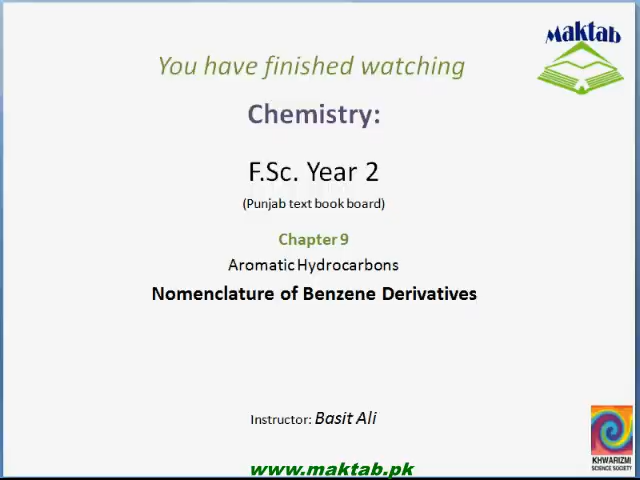 Maktab
You have finished watching
Chemistry:
F.Sc. Year 2
(Punjab text book board)
Chapter 9
Aromatic Hydrocarbons
Nomenclature of Benzene Derivatives
Instructor: Basit Ali
KHWARIZMI
SCIENCE SOCIETY
www.maktab.pk